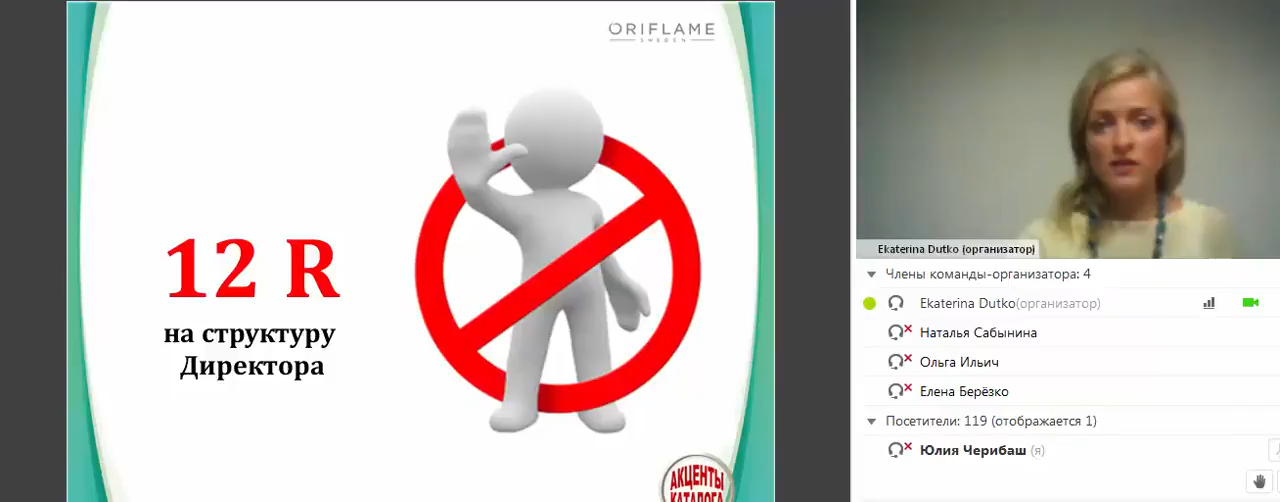 ORIFLAME
SWEDEN
12 R
на структуру
Директора
АКЦЕНТЫ
КАТАЛОГА
Ekaterina Dutko (организатор)
Члены команды-организатора: 4
Ekaterina Dutko(организатор)
Наталья Сабынина
Ольга Ильич
Елена Берёзко
Посетители: 119 (отображается 1)
Юлия Черибаш (я)